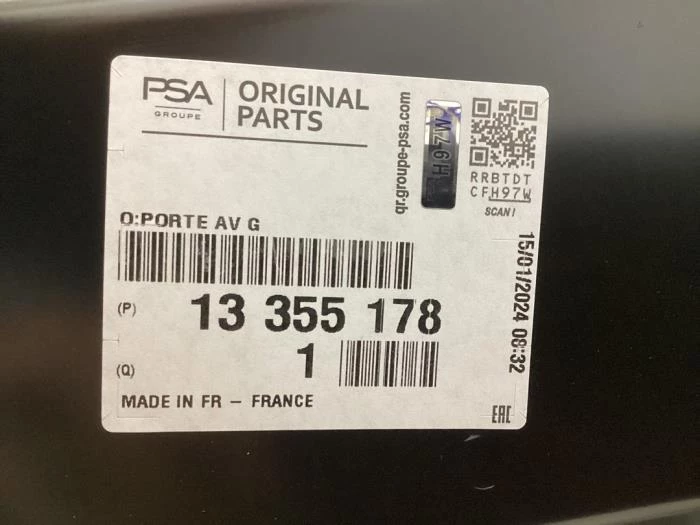 PSA
GROUPE
ORIGINAL
PARTS
qr.groupe-psa.com
H97W
RRBTDT
CFH97W
SCAN!
O:PORTE AV G
(P)
13 355 178
(Q)
1
MADE IN FR – FRANCE
15/01/2024 08:32
EAC